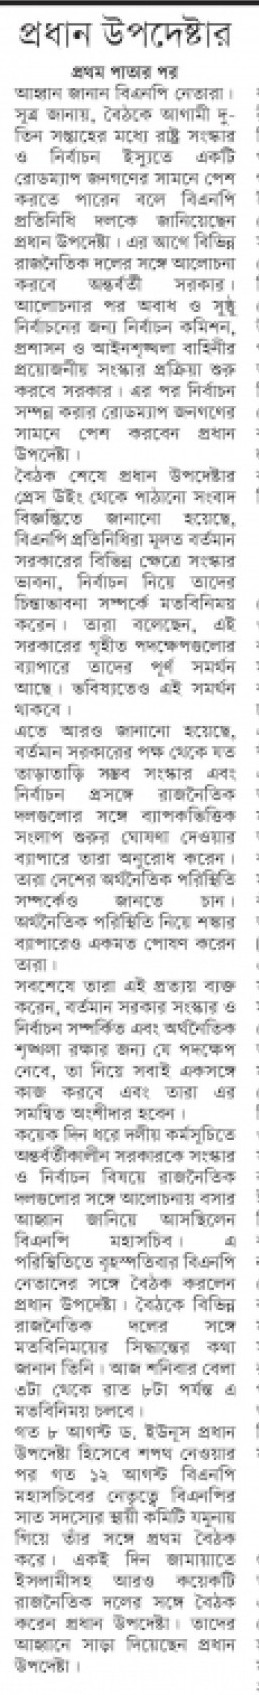 প্রধান উপদেষ্টার
প্রথম পাতার পর
আহ্বান জানান বিএনপি নেতারা।
সূত্র জানায়, বৈঠকে আগামী দু-
তিন সপ্তাহের মধ্যে রাষ্ট্র সংস্কার
ও নির্বাচন ইস্যুতে একটি
রোডম্যাপ জনগণের সামনে পেশ
করতে পারেন বলে বিএনপি
প্রতিনিধি দলকে জানিয়েছেন
প্রধান উপদেষ্টা। এর আগে বিভিন্ন
রাজনৈতিক দলের সঙ্গে আলোচনা
করবে অন্তর্বর্তী সরকার।
আলোচনার পর অবাধ ও সুষ্ঠু
নির্বাচনের জন্য নির্বাচন কমিশন,
প্রশাসন ও আইনশৃঙ্খলা বাহিনীর
প্রয়োজনীয় সংস্কার প্রক্রিয়া শুরু
করবে সরকার। এর পর নির্বাচন
সম্পন্ন করার রোডম্যাপ জনগণের
সামনে পেশ করবেন প্রধান
উপদেষ্টা।
বৈঠক শেষে প্রধান উপদেষ্টার
প্রেস উইং থেকে পাঠানো সংবাদ
বিজ্ঞপ্তিতে জানানো হয়েছে,
বিএনপি প্রতিনিধিরা মূলত বর্তমান
সরকারের বিভিন্ন ক্ষেত্রে সংস্কার
ভাবনা, নির্বাচন নিয়ে তাদের
চিন্তাভাবনা সম্পর্কে মতবিনিময়
করেন। তারা বলেছেন, এই
সরকারের গৃহীত পদক্ষেপগুলোর
ব্যাপারে তাদের পূর্ণ সমর্থন
আছে। ভবিষ্যতেও এই সমর্থন
থাকবে।
এতে আরও জানানো হয়েছে,
বর্তমান সরকারের পক্ষ থেকে যত
তাড়াতাড়ি সম্ভব সংস্কার এবং
নির্বাচন প্রসঙ্গে রাজনৈতিক
দলগুলোর সঙ্গে ব্যাপকভিত্তিক
সংলাপ শুরুর ঘোষণা দেওয়ার
ব্যাপারে তারা অনুরোধ করেন।
তারা দেশের অর্থনৈতিক পরিস্থিতি
সম্পর্কেও জানতে চান।
অর্থনৈতিক পরিস্থিতি নিয়ে শঙ্কার
ব্যাপারেও একমত পোষণ করেন
তারা।
সবশেষে তারা এই প্রত্যয় ব্যক্ত
করেন, বর্তমান সরকার সংস্কার ও
নির্বাচন সম্পর্কিত এবং অর্থনৈতিক
শৃঙ্খলা রক্ষার জন্য যে পদক্ষেপ
নেবে, তা নিয়ে সবাই একসঙ্গে
কাজ করবে এবং তারা এর
সমন্বিত অংশীদার হবেন।
কয়েক দিন ধরে দলীয় কর্মসূচিতে
অন্তর্বর্তীকালীন সরকারকে সংস্কার
ও নির্বাচন বিষয়ে রাজনৈতিক
দলগুলোর সঙ্গে আলোচনায় বসার
আহ্বান জানিয়ে আসছিলেন
বিএনপি মহাসচিব। এ
পরিস্থিতিতে বৃহস্পতিবার বিএনপি
নেতাদের সঙ্গে বৈঠক করলেন
প্রধান উপদেষ্টা। বৈঠকে বিভিন্ন
রাজনৈতিক দলের সঙ্গে
মতবিনিময়ের সিদ্ধান্তের কথা
জানান তিনি। আজ শনিবার বেলা
৩টা থেকে রাত ৮টা পর্যন্ত এ
মতবিনিময় চলবে।
গত ৮ আগস্ট ড. ইউনূস প্রধান
উপদেষ্টা হিসেবে শপথ নেওয়ার
পর গত ১২ আগস্ট বিএনপি
মহাসচিবের নেতৃত্বে বিএনপির
সাত সদস্যের স্থায়ী কমিটি যমুনায়
গিয়ে তাঁর সঙ্গে প্রথম বৈঠক
করে। একই দিন জামায়াতে
ইসলামীসহ আরও কয়েকটি
রাজনৈতিক দলের সঙ্গে বৈঠক
করেন প্রধান উপদেষ্টা। তাদের
আহ্বানে সাড়া দিয়েছেন প্রধান
উপদেষ্টা।